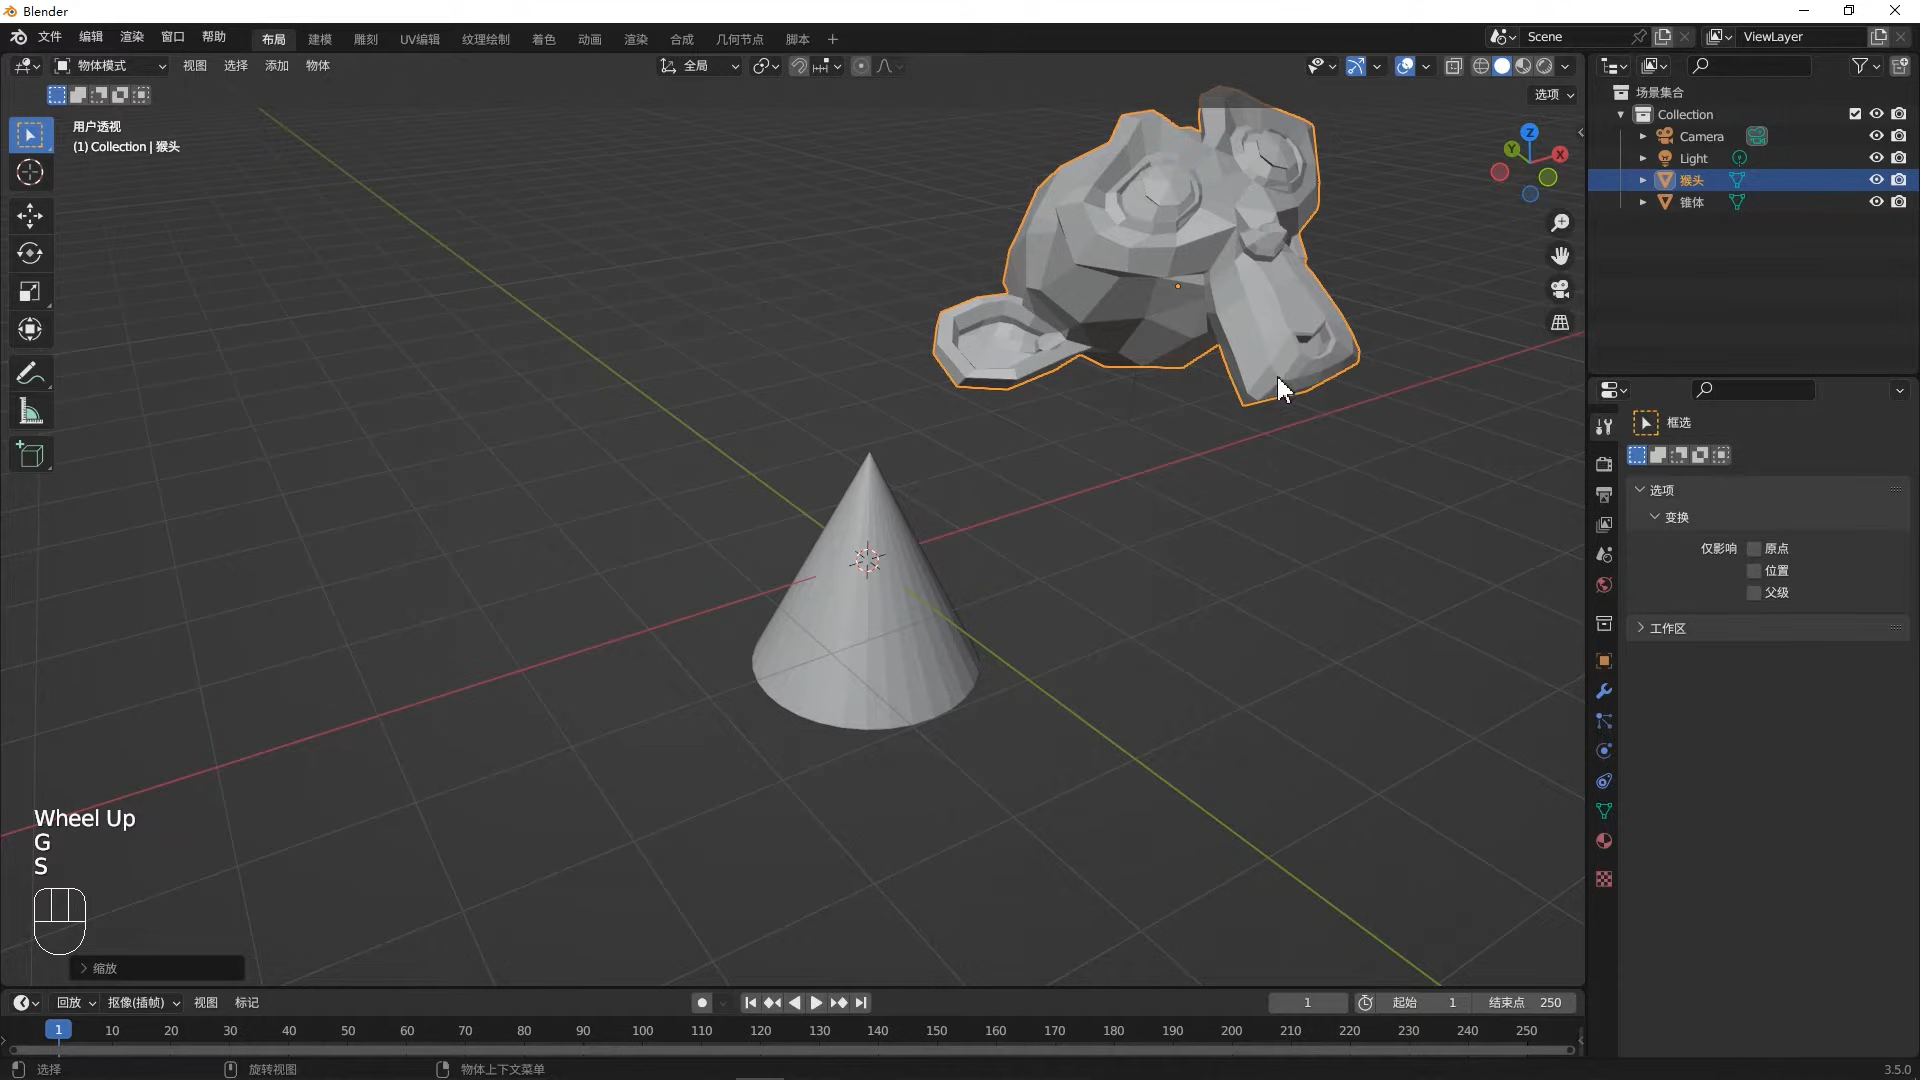 Blender
文件 编辑 渲染 窗口 帮助 布局 建模 雕刻 UV编辑 纹理绘制 着色 动画 渲染 合成 几何节点 脚本 + Scene ViewLayer
物体模式 视图 选择 添加 物体 全局
选项
用户透视
(1) Collection | 猴头
Z
Y
X
场景集合
Collection
Camera
Light
猴头
锥体
框选
选项
变换
仅影响 原点
位置
父级
工作区
Wheel Up
G
S
缩放
回放 抠像(插帧) 视图 标记 1 起始 1 结束点 250
1 10 20 30 40 50 60 70 80 90 100 110 120 130 140 150 160 170 180 190 200 210 220 230 240 250
选择 旋转视图 物体上下文菜单 3.5.0